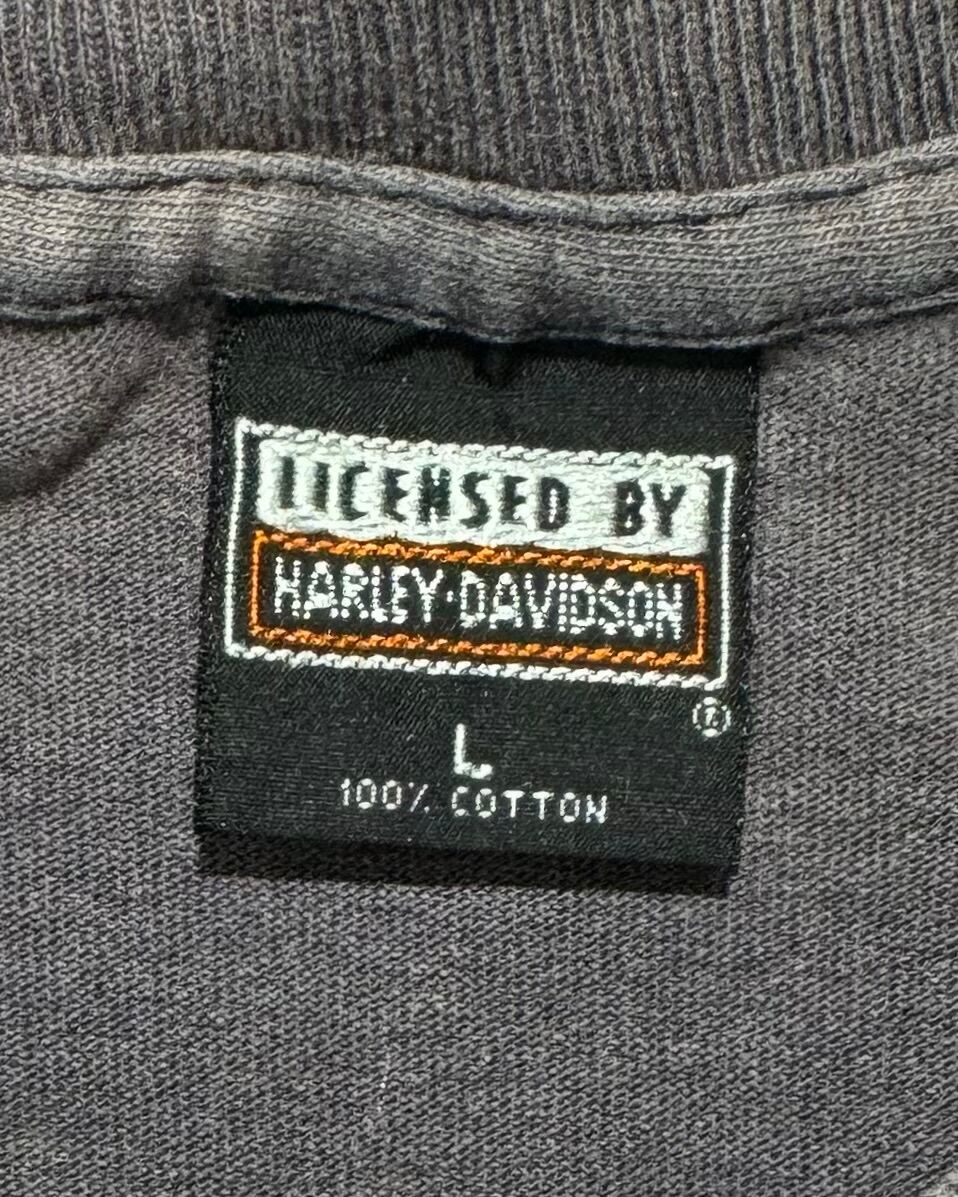 LICENSED BY
HARLEY-DAVIDSON
®
L
100% COTTON